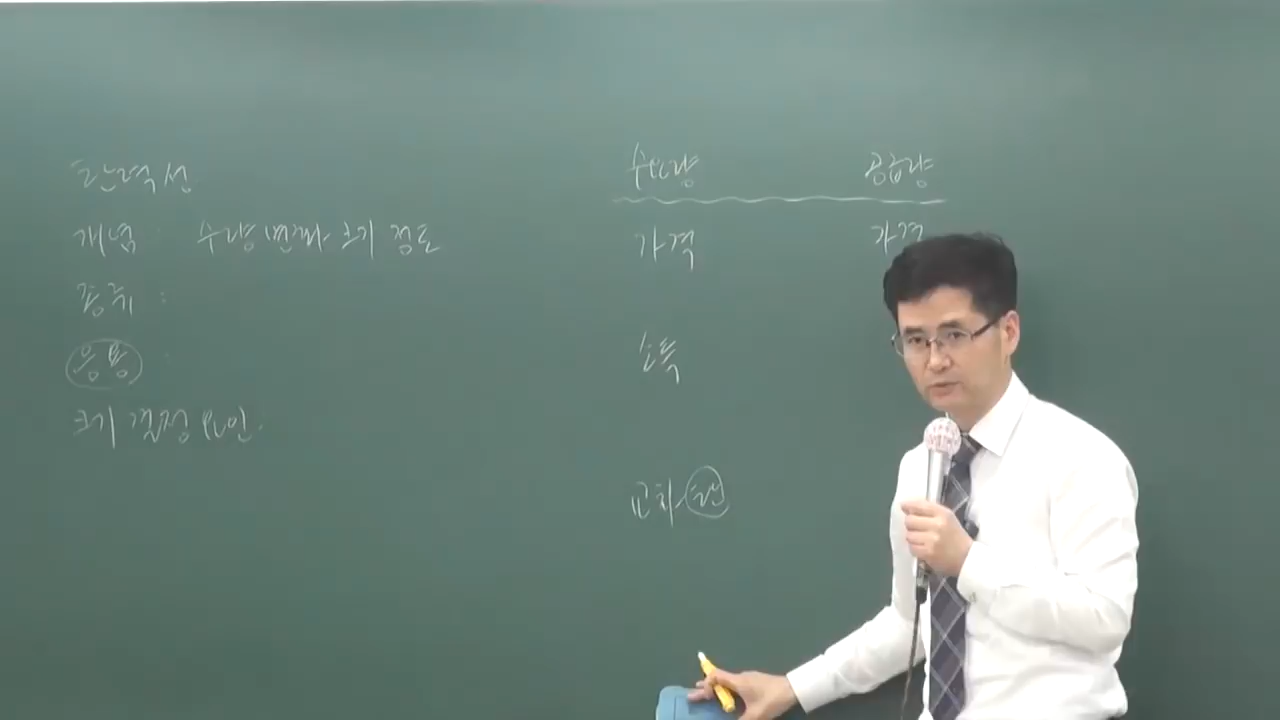 탄력성
개념 : 수량 변화 크기 정도
종류 :
응용 :
크기 결정 요인.
수요량 공급량
가격 가격
소득
교차 탄